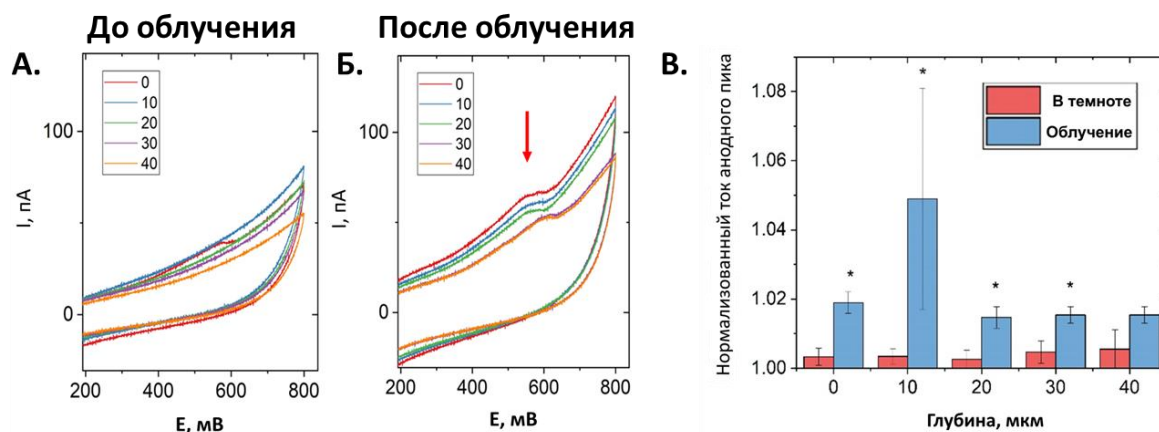 До облучения
После облучения
А.
0
10
20
30
40
100
0
I, пА
200
400
600
800
E, мВ
Б.
0
10
20
30
40
100
0
I, пА
200
400
600
800
E, мВ
В.
Нормализованный ток анодного пика
1.08
1.06
1.04
1.02
1.00
*
*
*
*
В темноте
Облучение
0
10
20
30
40
Глубина, мкм